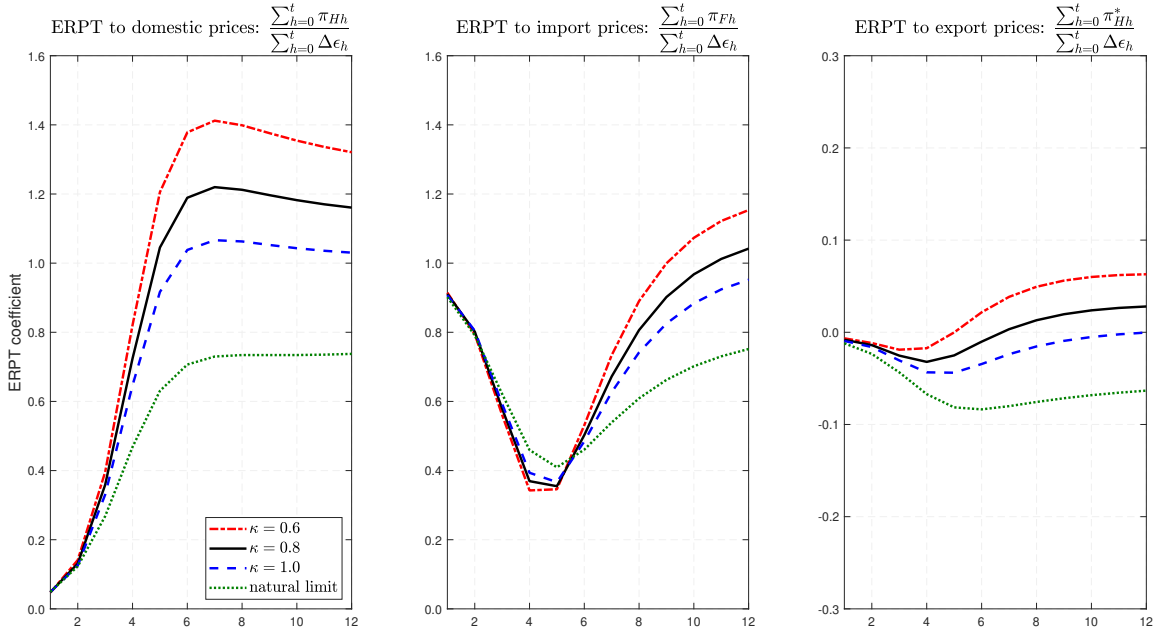 ERPT to domestic prices: \frac{\sum_{h=0}^{t} \pi_{Hh}}{\sum_{h=0}^{t} \Delta\epsilon_h}
ERPT to import prices: \frac{\sum_{h=0}^{t} \pi_{Fh}}{\sum_{h=0}^{t} \Delta\epsilon_h}
ERPT to export prices: \frac{\sum_{h=0}^{t} \pi^*_{Hh}}{\sum_{h=0}^{t} \Delta\epsilon_h}
ERPT coefficient
1.6
1.4
1.2
1.0
0.8
0.6
0.4
0.2
0.0
2 4 6 8 10 12
κ = 0.6
κ = 0.8
κ = 1.0
natural limit
1.6
1.4
1.2
1.0
0.8
0.6
0.4
0.2
0.0
2 4 6 8 10 12
0.3
0.2
0.1
0.0
-0.1
-0.2
-0.3
2 4 6 8 10 12